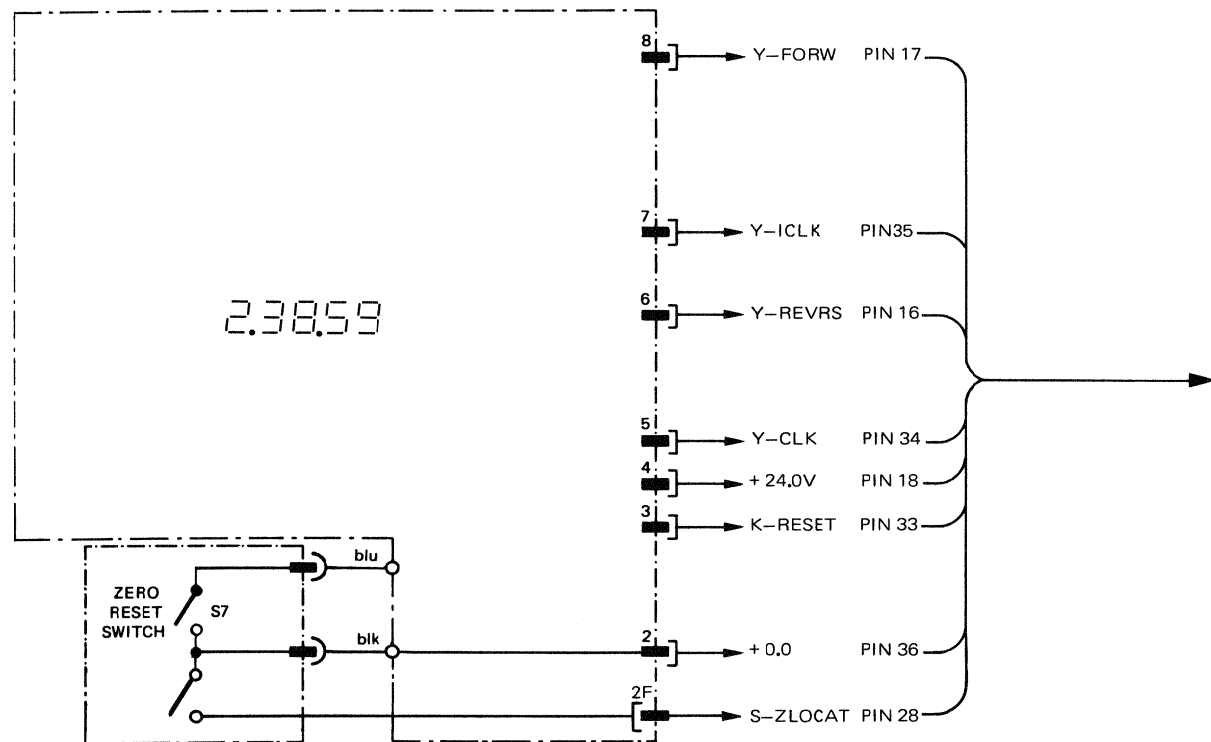 8 Y-FORW PIN 17
7 Y-ICLK PIN35
2.38.59
6 Y-REVRS PIN 16
5 Y-CLK PIN 34
4 + 24.0V PIN 18
3 K-RESET PIN 33
blu
ZERO
RESET
SWITCH
S7
blk
2 + 0.0 PIN 36
2F S-ZLOCAT PIN 28